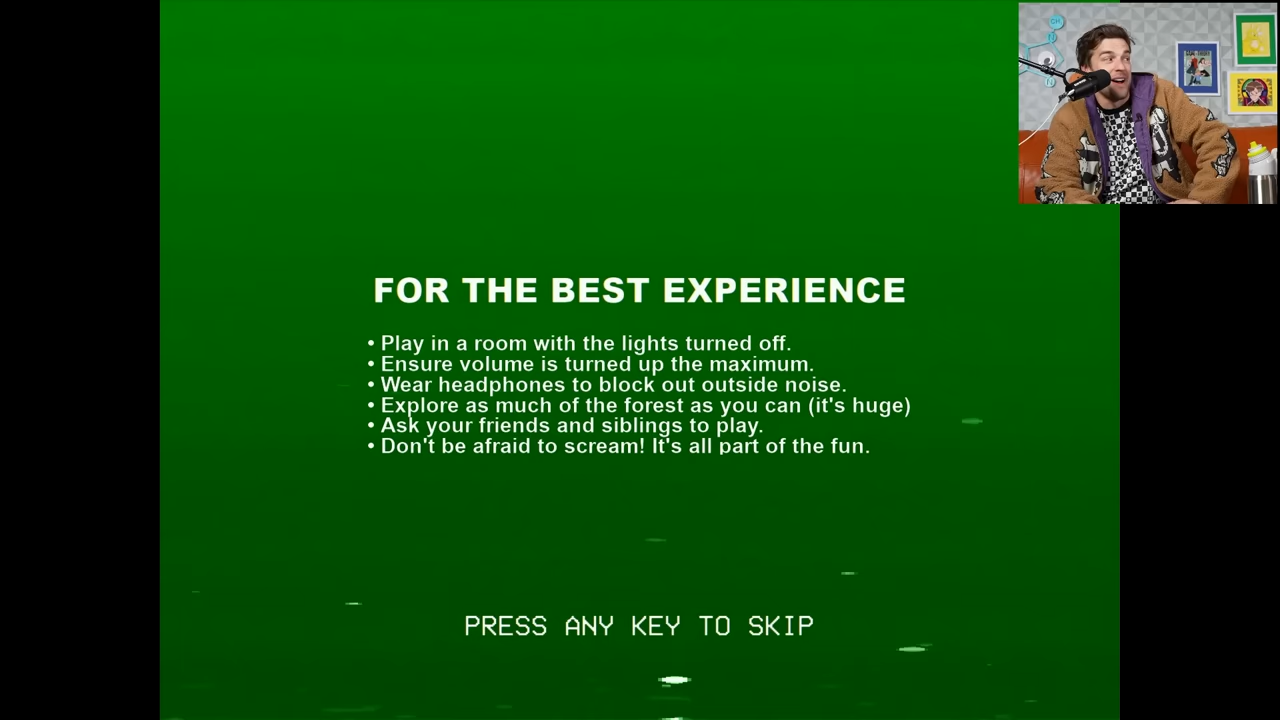 FOR THE BEST EXPERIENCE
• Play in a room with the lights turned off.
• Ensure volume is turned up the maximum.
• Wear headphones to block out outside noise.
• Explore as much of the forest as you can (it's huge)
• Ask your friends and siblings to play.
• Don't be afraid to scream! It's all part of the fun.
PRESS ANY KEY TO SKIP